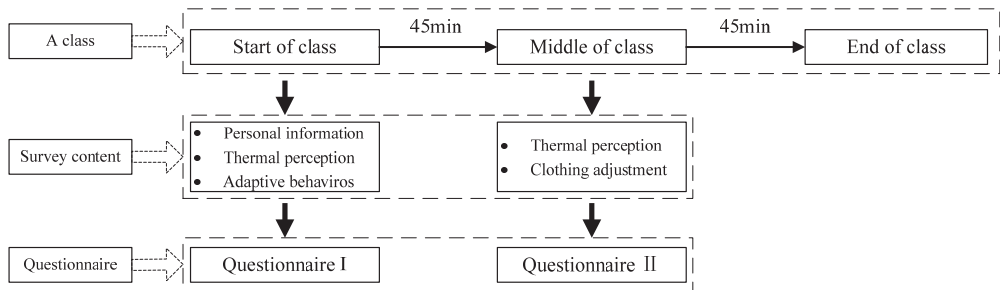 A class
Start of class
45min
Middle of class
45min
End of class
Survey content
• Personal information
• Thermal perception
• Adaptive behaviros
• Thermal perception
• Clothing adjustment
Questionnaire
Questionnaire I
Questionnaire II